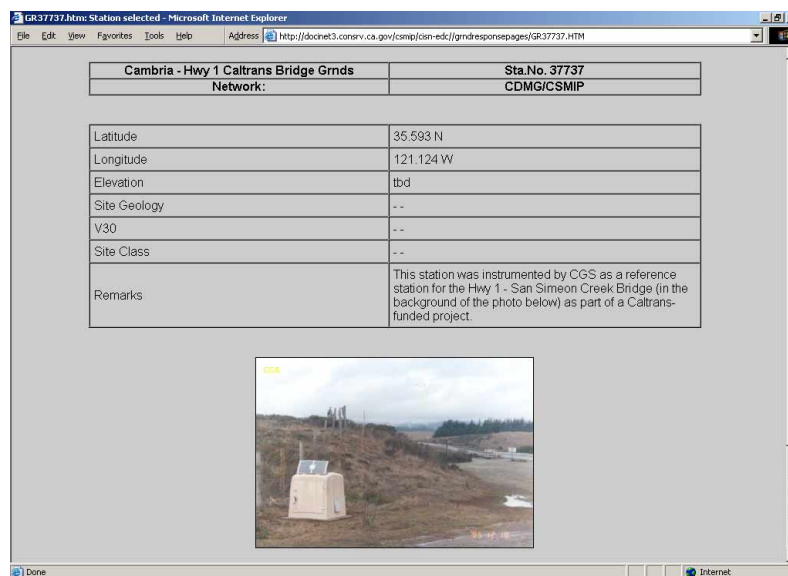 GR37737.htm: Station selected - Microsoft Internet Explorer
File Edit View Favorites Tools Help Address http://docinet3.consrv.ca.gov/csmip/cisn-edc//grndresponsepages/GR37737.HTM
Cambria - Hwy 1 Caltrans Bridge Grnds Sta.No. 37737
Network: CDMG/CSMIP
Latitude 35.593 N
Longitude 121.124 W
Elevation tbd
Site Geology - -
V30 - -
Site Class - -
Remarks
This station was instrumented by CGS as a reference
station for the Hwy 1 - San Simeon Creek Bridge (in the
background of the photo below) as part of a Caltrans-
funded project.
CGS
Done Internet